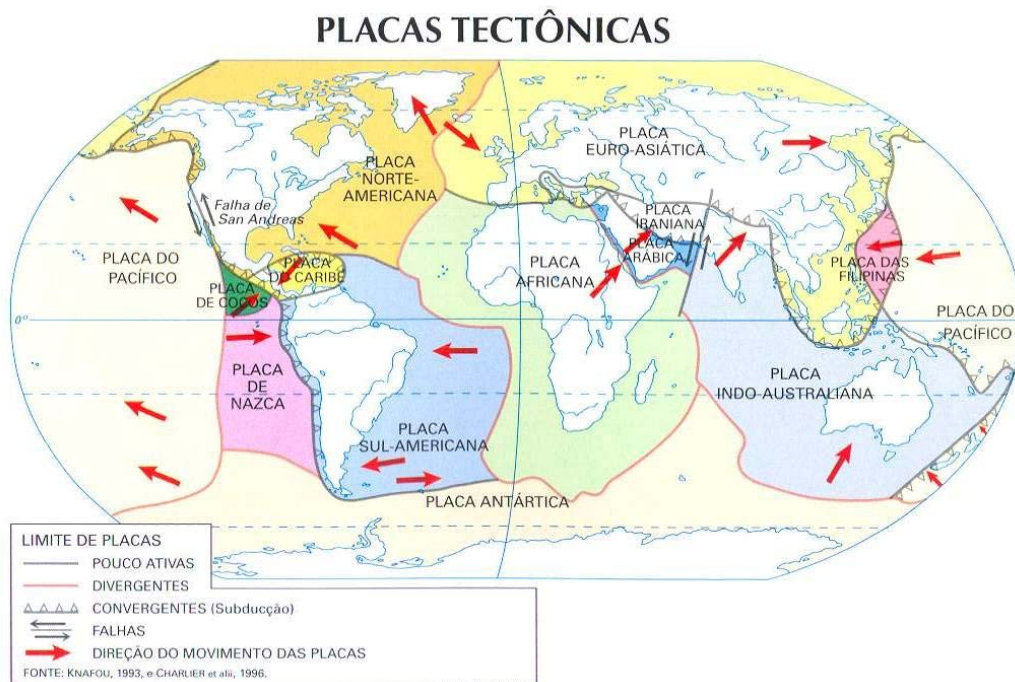 PLACAS TECTÔNICAS
PLACA
NORTE-
AMERICANA
PLACA
EURO-ASIÁTICA
Falha de
San Andreas
PLACA DO
PACÍFICO
PLACA
DO CARIBE
PLACA
DE COCOS
PLACA
AFRICANA
PLACA
IRANIANA
PLACA
ARÁBICA
PLACA DAS
FILIPINAS
0°
PLACA DO
PACÍFICO
PLACA
DE
NAZCA
PLACA
SUL-AMERICANA
PLACA
INDO-AUSTRALIANA
PLACA ANTÁRTICA
LIMITE DE PLACAS
POUCO ATIVAS
DIVERGENTES
CONVERGENTES (Subducção)
FALHAS
DIREÇÃO DO MOVIMENTO DAS PLACAS
FONTE: KNAFOU, 1993, e CHARLIER et alii, 1996.